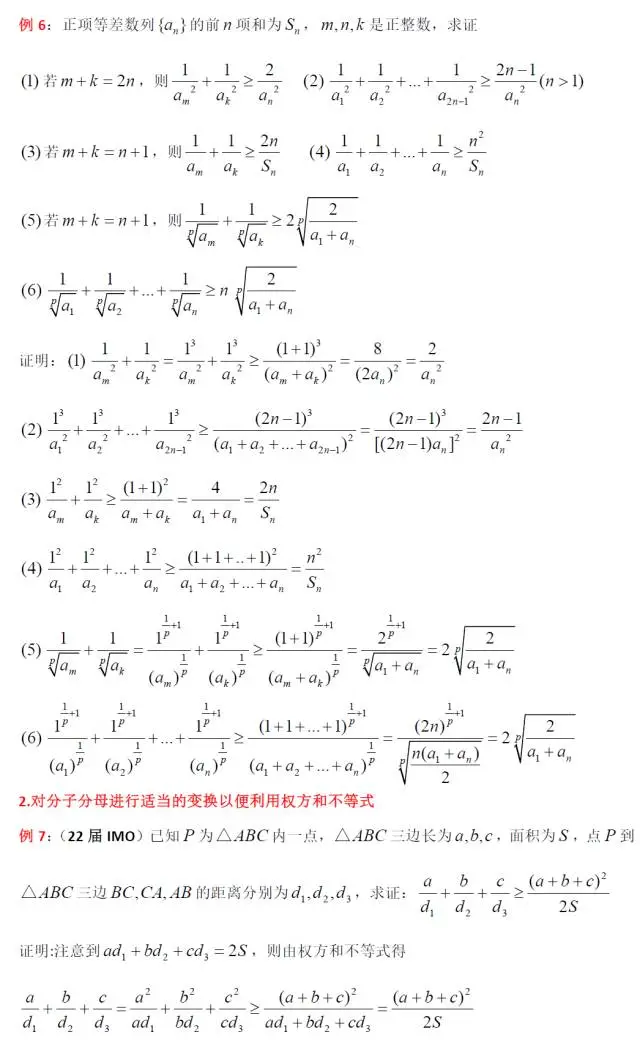 例 6：正项等差数列{aₙ}的前 n 项和为 Sₙ，m,n,k 是正整数，求证
(1) 若 m+k=2n，则 $\frac{1}{a_m^2}+\frac{1}{a_k^2}\ge\frac{2}{a_n^2}$ (2) $\frac{1}{a_1^2}+\frac{1}{a_2^2}+...+\frac{1}{a_{2n-1}^2}\ge\frac{2n-1}{a_n^2}(n>1)$
(3) 若 m+k=n+1，则 $\frac{1}{a_m}+\frac{1}{a_k}\ge\frac{2n}{S_n}$ (4) $\frac{1}{a_1}+\frac{1}{a_2}+...+\frac{1}{a_n}\ge\frac{n^2}{S_n}$
(5) 若 m+k=n+1，则 $\frac{1}{\sqrt[p]{a_m}}+\frac{1}{\sqrt[p]{a_k}}\ge 2\sqrt[p]{\frac{2}{a_1+a_n}}$
(6) $\frac{1}{\sqrt[p]{a_1}}+\frac{1}{\sqrt[p]{a_2}}+...+\frac{1}{\sqrt[p]{a_n}}\ge n\sqrt[p]{\frac{2}{a_1+a_n}}$
证明：(1) $\frac{1}{a_m^2}+\frac{1}{a_k^2}=\frac{1^3}{a_m^2}+\frac{1^3}{a_k^2}\ge\frac{(1+1)^3}{(a_m+a_k)^2}=\frac{8}{(2a_n)^2}=\frac{2}{a_n^2}$
(2) $\frac{1^3}{a_1^2}+\frac{1^3}{a_2^2}+...+\frac{1^3}{a_{2n-1}^2}\ge\frac{(2n-1)^3}{(a_1+a_2+...+a_{2n-1})^2}=\frac{(2n-1)^3}{[(2n-1)a_n]^2}=\frac{2n-1}{a_n^2}$
(3) $\frac{1^2}{a_m}+\frac{1^2}{a_k}\ge\frac{(1+1)^2}{a_m+a_k}=\frac{4}{a_1+a_n}=\frac{2n}{S_n}$
(4) $\frac{1^2}{a_1}+\frac{1^2}{a_2}+...+\frac{1^2}{a_n}\ge\frac{(1+1+..+1)^2}{a_1+a_2+...+a_n}=\frac{n^2}{S_n}$
(5) $\frac{1}{\sqrt[p]{a_m}}+\frac{1}{\sqrt[p]{a_k}}=\frac{1^{\frac{1}{p}+1}}{(a_m)^{\frac{1}{p}}}+\frac{1^{\frac{1}{p}+1}}{(a_k)^{\frac{1}{p}}}\ge\frac{(1+1)^{\frac{1}{p}+1}}{(a_m+a_k)^{\frac{1}{p}}}=\frac{2^{\frac{1}{p}+1}}{\sqrt[p]{a_1+a_n}}=2\sqrt[p]{\frac{2}{a_1+a_n}}$
(6) $\frac{1^{\frac{1}{p}+1}}{(a_1)^{\frac{1}{p}}}+\frac{1^{\frac{1}{p}+1}}{(a_2)^{\frac{1}{p}}}+...+\frac{1^{\frac{1}{p}+1}}{(a_n)^{\frac{1}{p}}}\ge\frac{(1+1+...+1)^{\frac{1}{p}+1}}{(a_1+a_2+...+a_n)^{\frac{1}{p}}}=\frac{(2n)^{\frac{1}{p}+1}}{\sqrt[p]{\frac{n(a_1+a_n)}{2}}}=2\sqrt[p]{\frac{2}{a_1+a_n}}$
2.对分子分母进行适当的变换以便利用权方和不等式
例 7：（22 届 IMO）已知 P 为△ABC 内一点，△ABC 三边长为 a,b,c，面积为 S，点 P 到
△ABC 三边 BC,CA,AB 的距离分别为 d₁,d₂,d₃，求证：$\frac{a}{d_1}+\frac{b}{d_2}+\frac{c}{d_3}\ge\frac{(a+b+c)^2}{2S}$
证明:注意到 ad₁+bd₂+cd₃=2S，则由权方和不等式得
$\frac{a}{d_1}+\frac{b}{d_2}+\frac{c}{d_3}=\frac{a^2}{ad_1}+\frac{b^2}{bd_2}+\frac{c^2}{cd_3}\ge\frac{(a+b+c)^2}{ad_1+bd_2+cd_3}=\frac{(a+b+c)^2}{2S}$